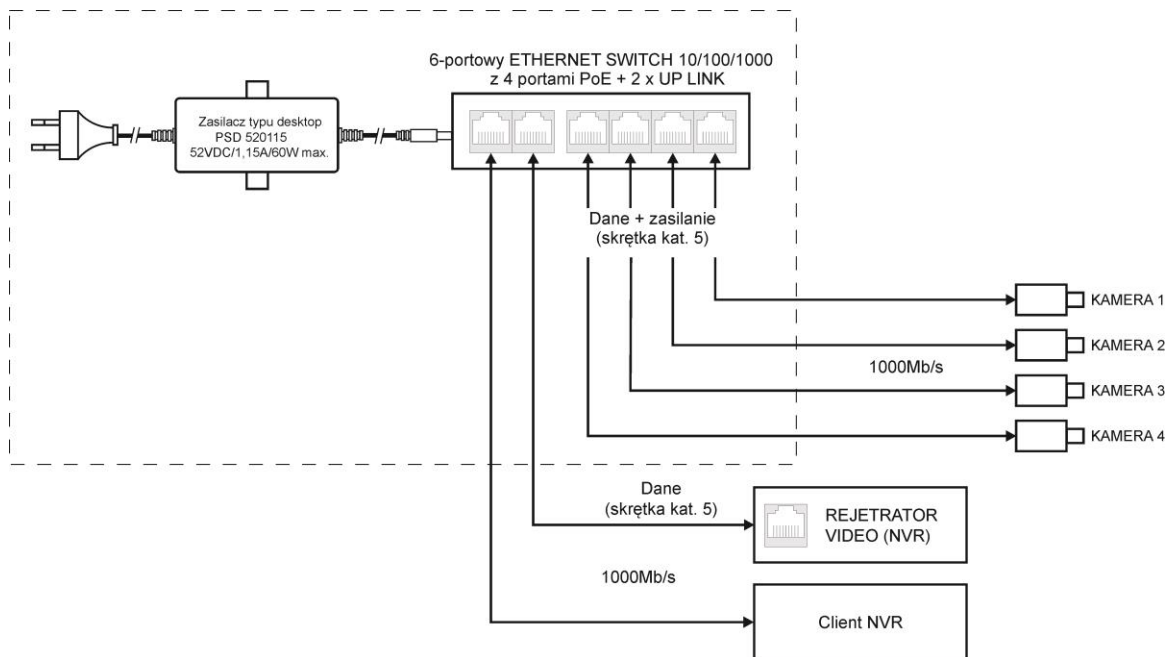 6-portowy ETHERNET SWITCH 10/100/1000
z 4 portami PoE + 2 x UP LINK
Zasilacz typu desktop
PSD 520115
52VDC/1,15A/60W max.
Dane + zasilanie
(skrętka kat. 5)
KAMERA 1
KAMERA 2
1000Mb/s
KAMERA 3
KAMERA 4
Dane
(skrętka kat. 5)
REJETRATOR
VIDEO (NVR)
1000Mb/s
Client NVR